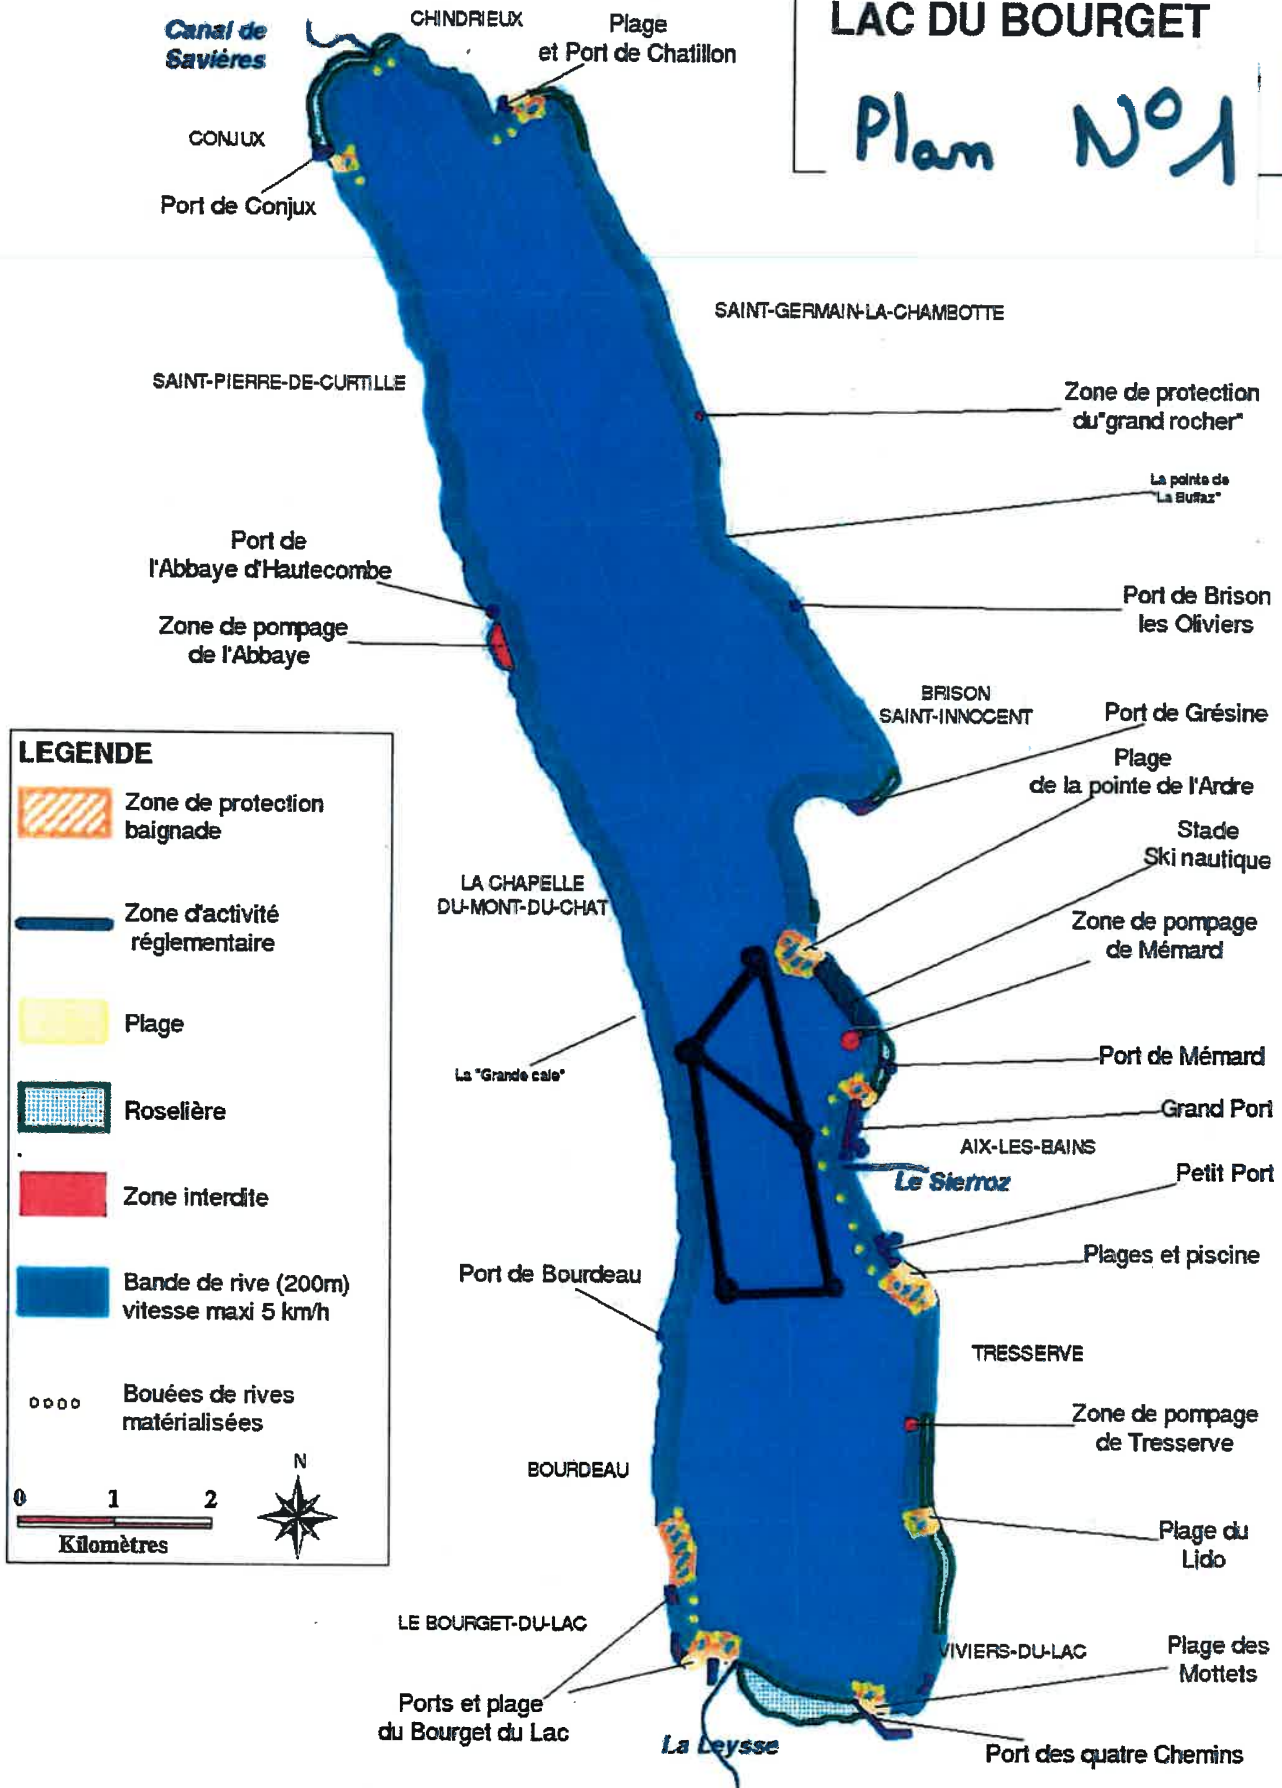 LAC DU BOURGET
Plan N°1
Canal de
Savières
CHINDRIEUX
Plage
et Port de Chatillon
CONJUX
Port de Conjux
SAINT-GERMAIN-LA-CHAMBOTTE
SAINT-PIERRE-DE-CURTILLE
Zone de protection
du"grand rocher"
La pointe de
"La Buffaz"
Port de
l'Abbaye d'Hautecombe
Port de Brison
les Oliviers
Zone de pompage
de l'Abbaye
BRISON
SAINT-INNOCENT
Port de Grésine
Plage
de la pointe de l'Ardre
Stade
Ski nautique
LA CHAPELLE
DU-MONT-DU-CHAT
Zone de pompage
de Mémard
La "Grande cale"
Port de Mémard
Grand Port
AIX-LES-BAINS
Le Sierroz
Petit Port
Plages et piscine
Port de Bourdeau
TRESSERVE
Zone de pompage
de Tresserve
BOURDEAU
Plage du
Lido
LE BOURGET-DU-LAC
VIVIERS-DU-LAC
Plage des
Mottets
Ports et plage
du Bourget du Lac
La Leysse
Port des quatre Chemins
LEGENDE
Zone de protection
baignade
Zone d'activité
réglementaire
Plage
Roselière
Zone interdite
Bande de rive (200m)
vitesse maxi 5 km/h
Bouées de rives
matérialisées
N
0 1 2
Kilomètres